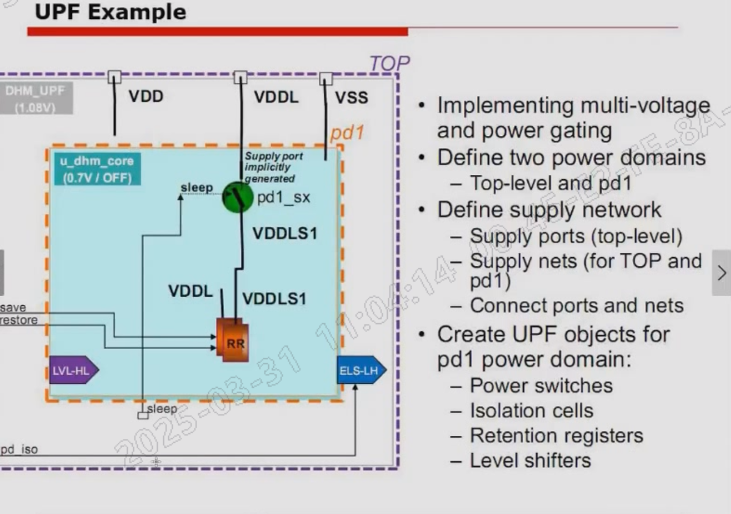 UPF Example
TOP
DHM_UPF
(1.08V)
VDD
VDDL
VSS
pd1
u_dhm_core
(0.7V / OFF)
Supply port
implicitly
generated
sleep
pd1_sx
VDDLS1
VDDL
VDDLS1
save
restore
RR
LVL-HL
ELS-LH
sleep
pd_iso
• Implementing multi-voltage
and power gating
• Define two power domains
– Top-level and pd1
• Define supply network
– Supply ports (top-level)
– Supply nets (for TOP and
pd1)
– Connect ports and nets
• Create UPF objects for
pd1 power domain:
– Power switches
– Isolation cells
– Retention registers
– Level shifters
2025-03-31 11:04:14